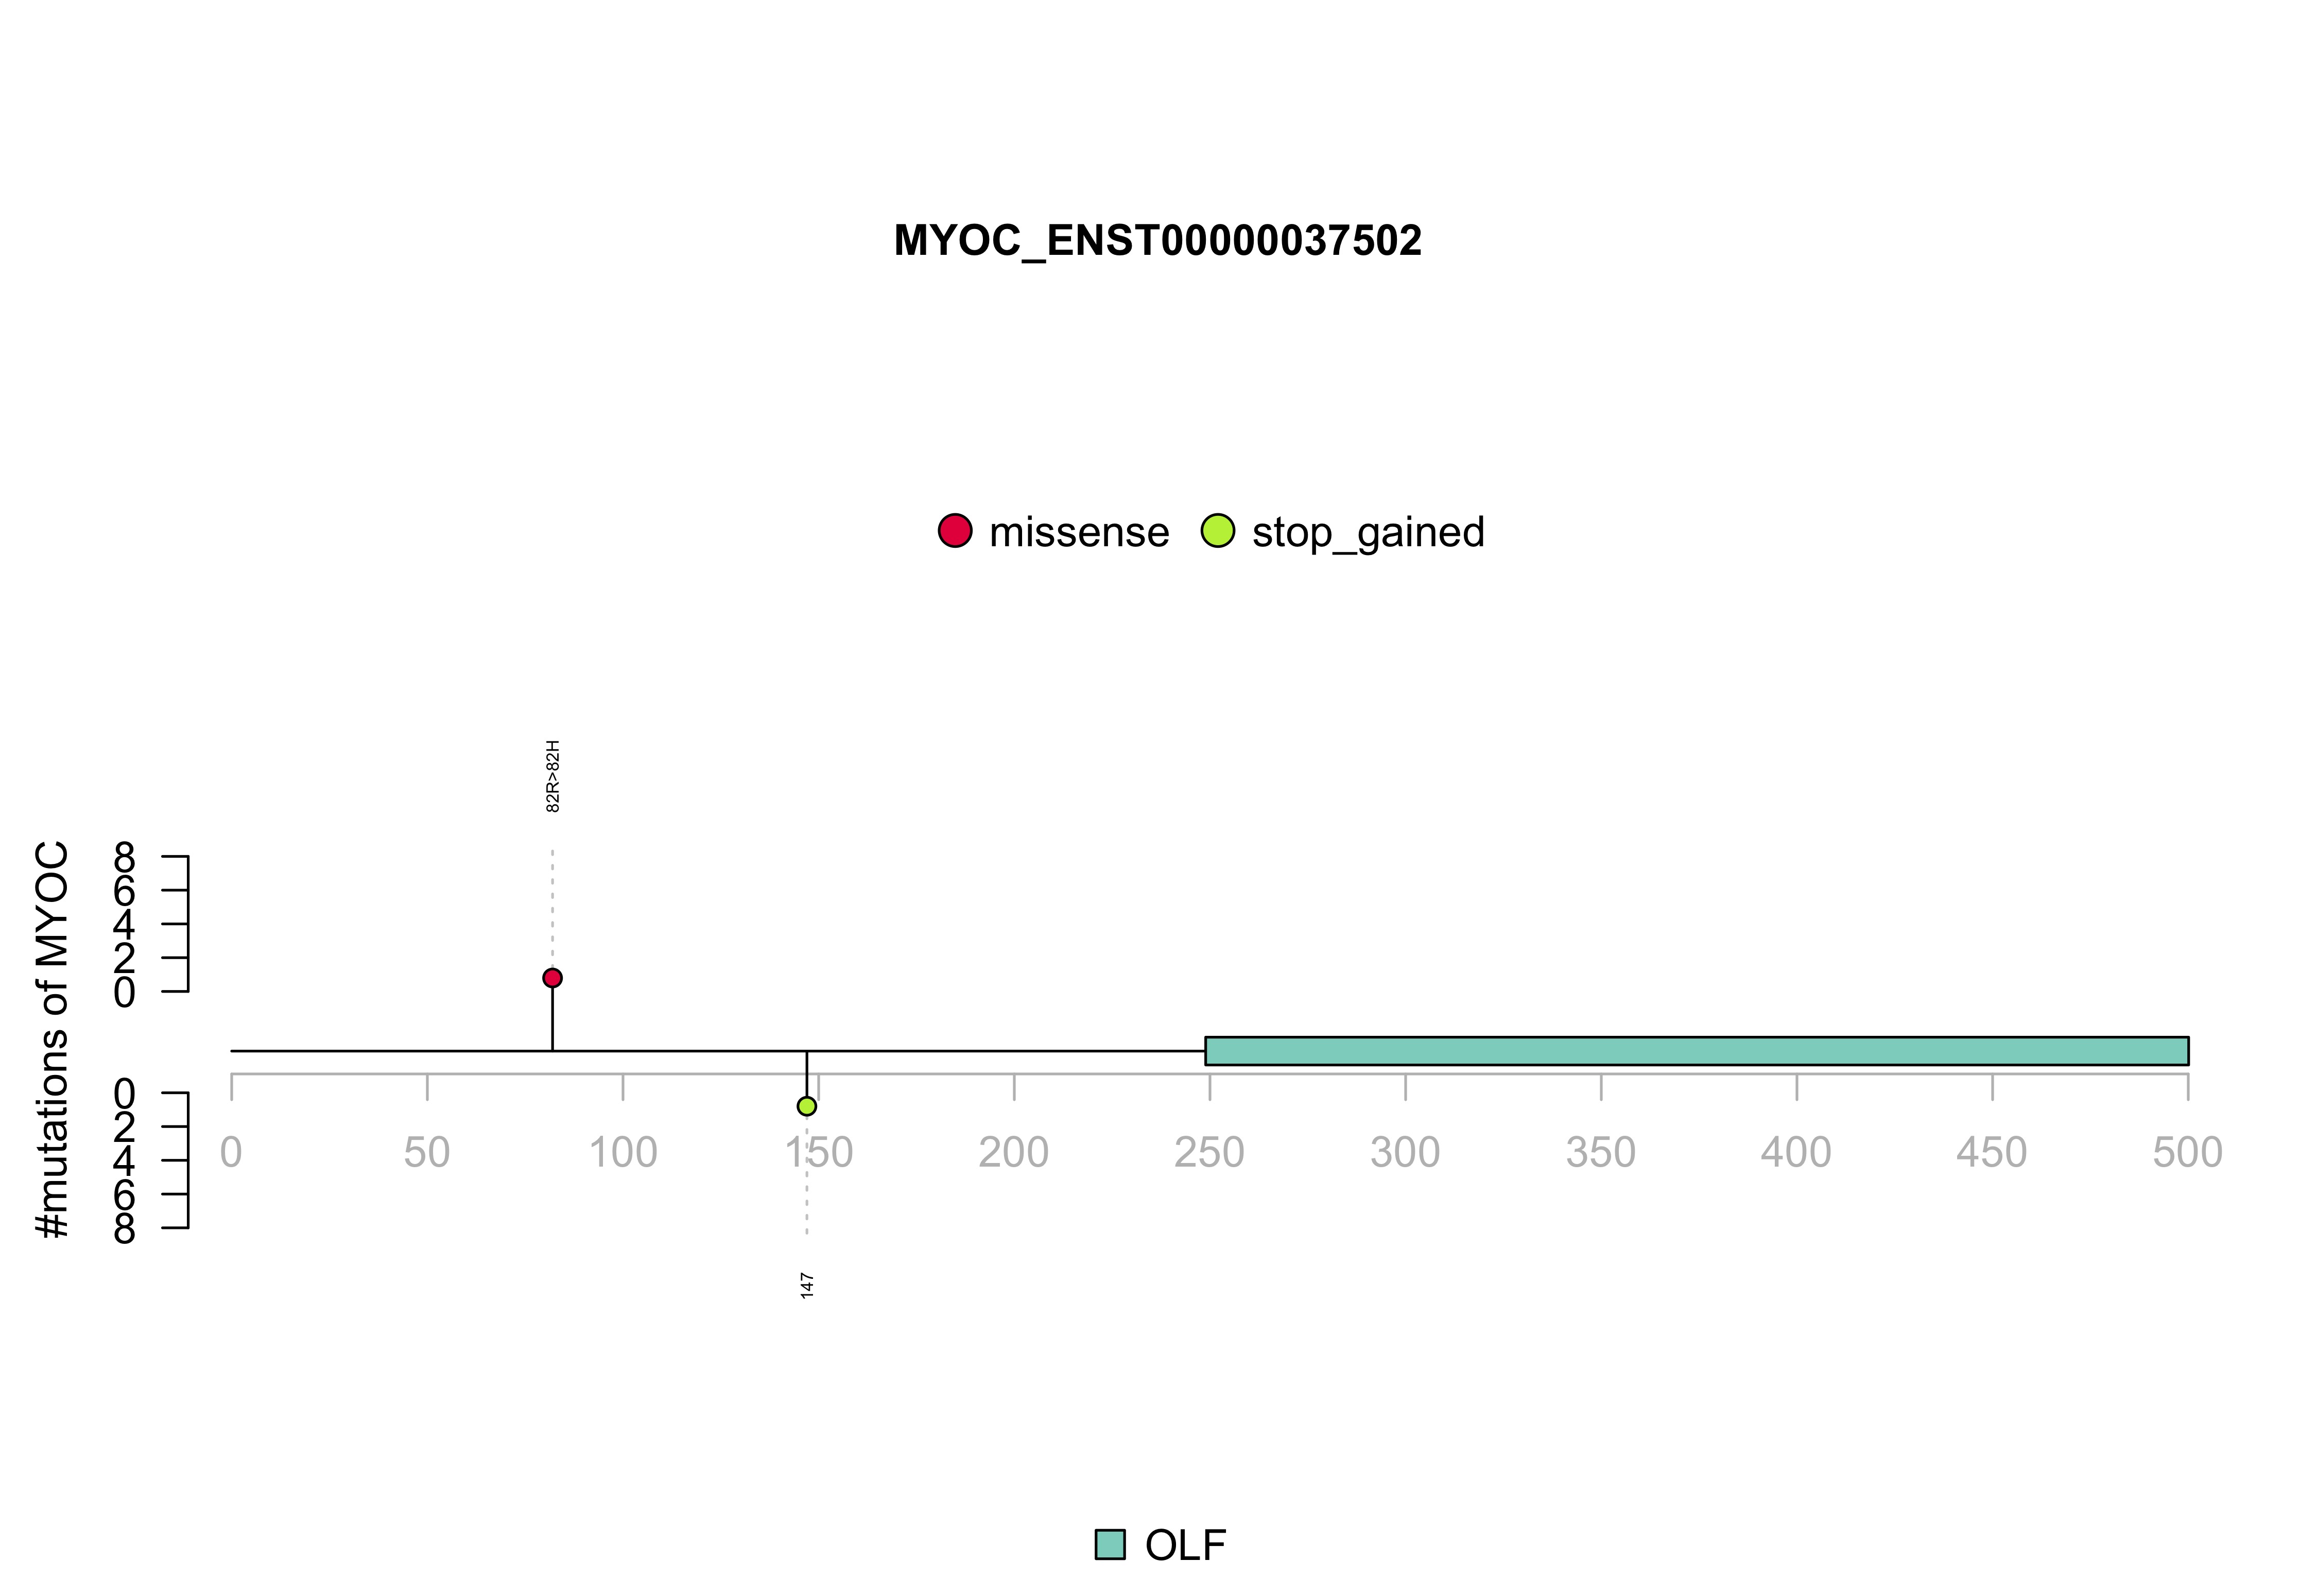 MYOC_ENST00000037502
missense stop_gained
82R>82H
#mutations of MYOC
8
6
4
2
0
0
2
4
6
8
0 50 100 150 200 250 300 350 400 450 500
147
OLF